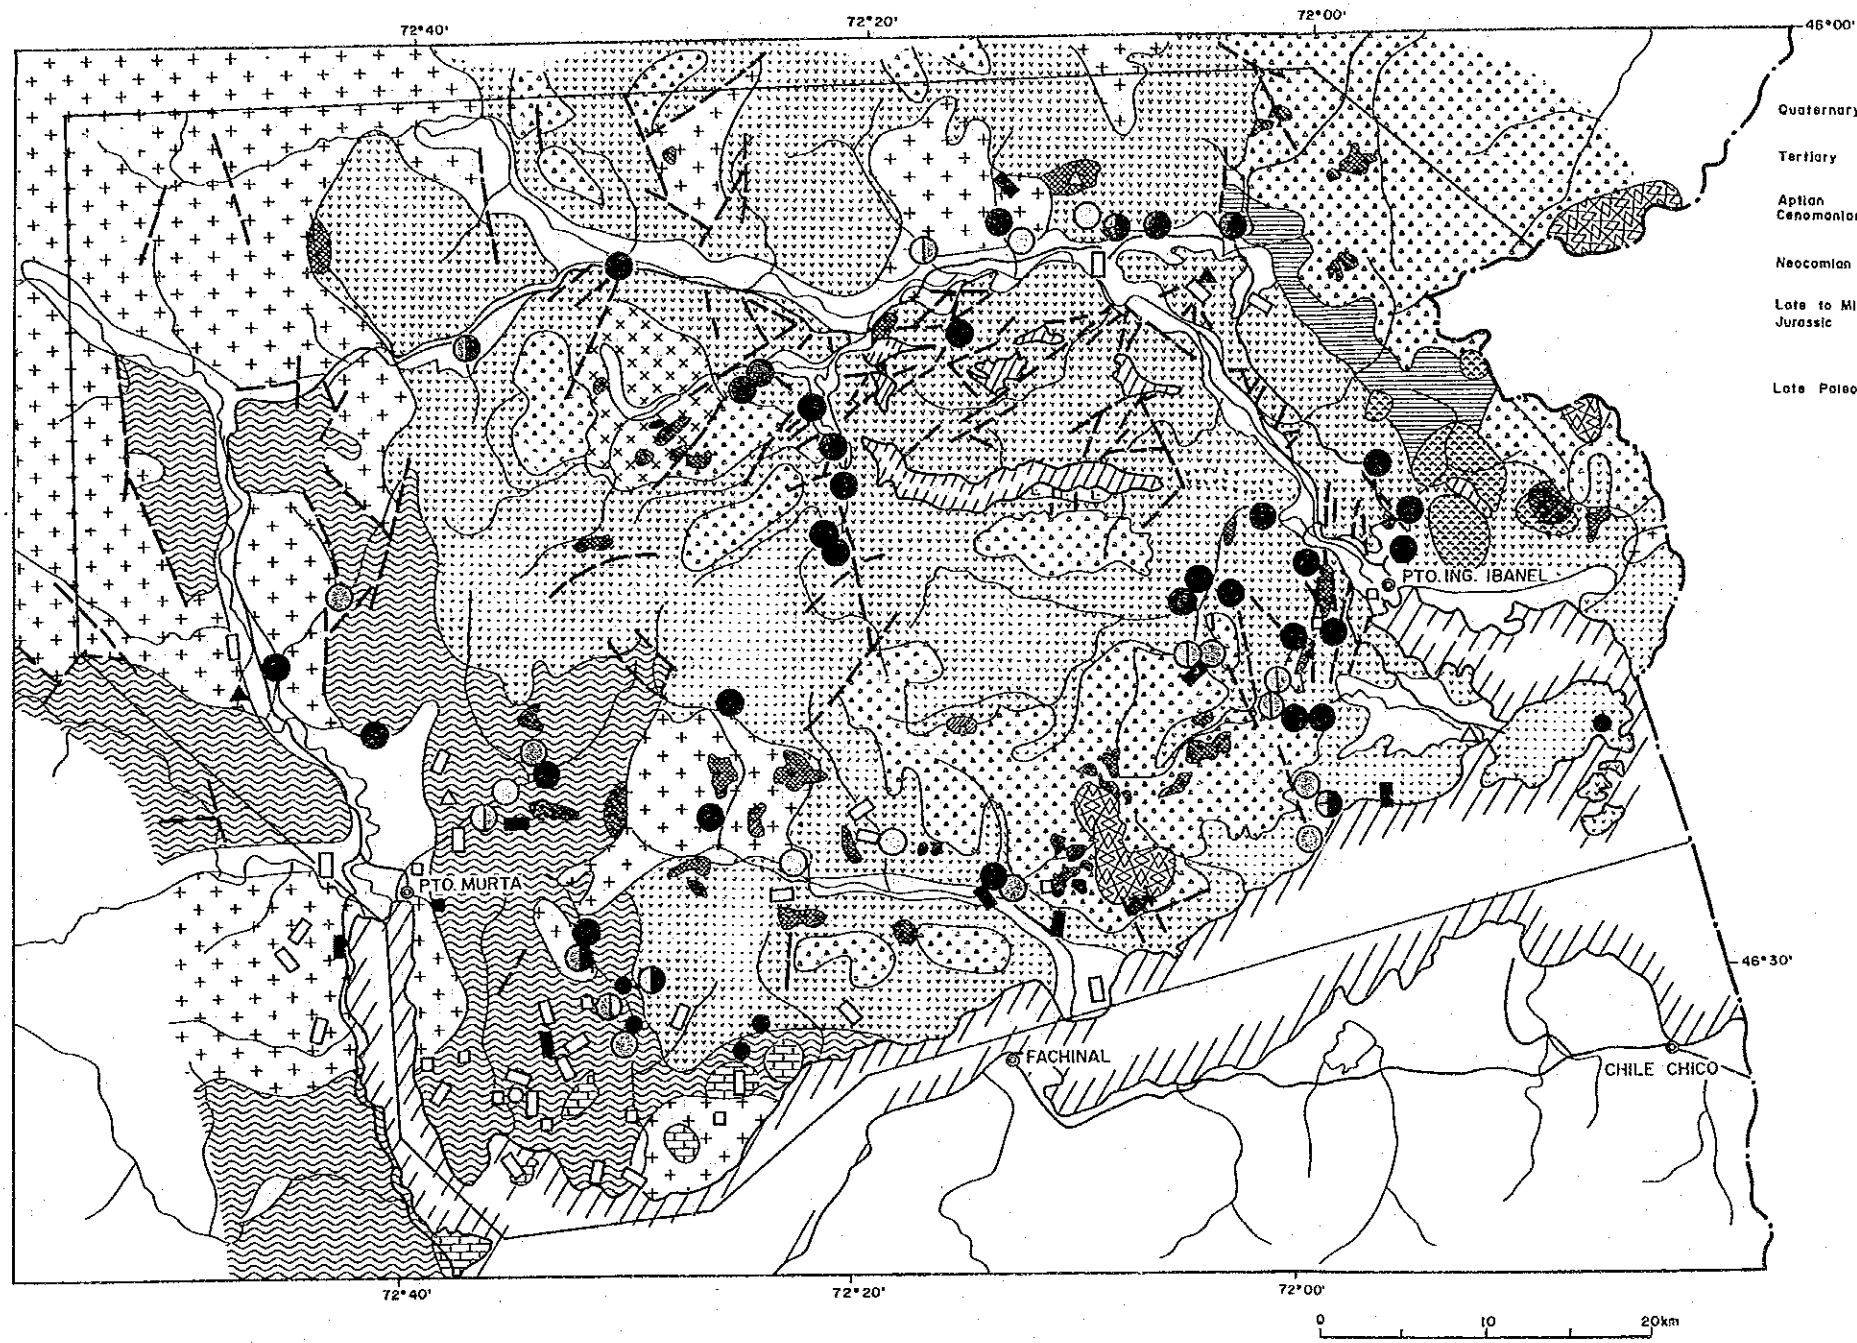 72°40'
72°20'
72°00'
46°00'
Quaternary
Tertiary
Aptian
Cenomanian
Neocomian
Late to Mi
Jurassic
Late Paleo
PTO. ING. IBANEL
PTO. MURTA
46°30'
FACHINAL
CHILE CHICO
72°40'
72°20'
72°00'
0 10 20km